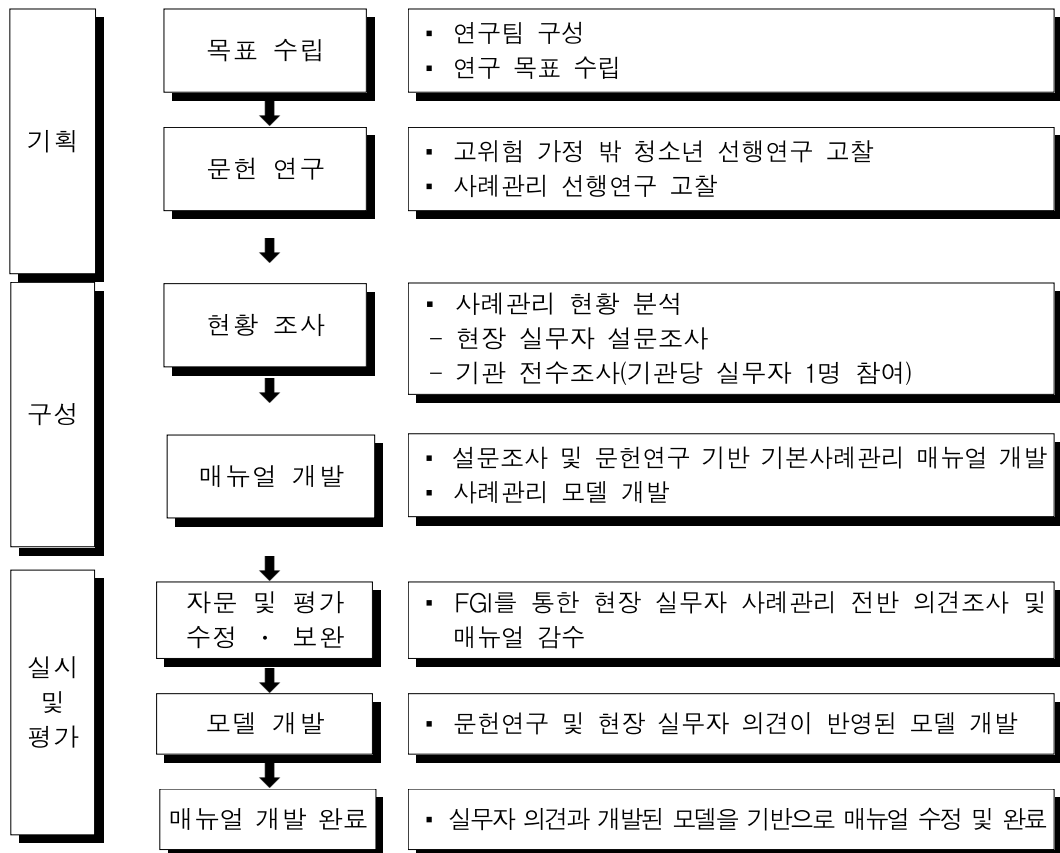 기획
목표 수립
▪ 연구팀 구성
▪ 연구 목표 수립
문헌 연구
▪ 고위험 가정 밖 청소년 선행연구 고찰
▪ 사례관리 선행연구 고찰
구성
현황 조사
▪ 사례관리 현황 분석
- 현장 실무자 설문조사
- 기관 전수조사(기관당 실무자 1명 참여)
매뉴얼 개발
▪ 설문조사 및 문헌연구 기반 기본사례관리 매뉴얼 개발
▪ 사례관리 모델 개발
실시
및
평가
자문 및 평가
수정 · 보완
▪ FGI를 통한 현장 실무자 사례관리 전반 의견조사 및
매뉴얼 감수
모델 개발
▪ 문헌연구 및 현장 실무자 의견이 반영된 모델 개발
매뉴얼 개발 완료
▪ 실무자 의견과 개발된 모델을 기반으로 매뉴얼 수정 및 완료